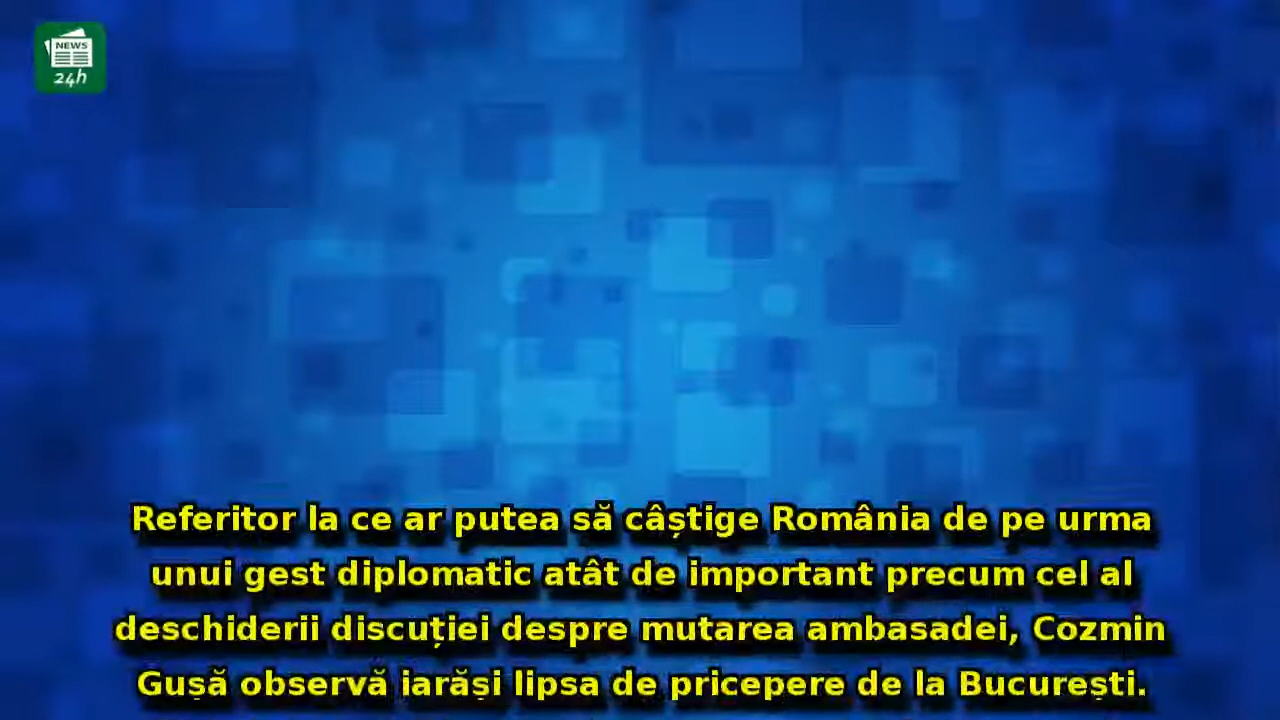 NEWS
24h
Referitor la ce ar putea să câștige România de pe urma
unui gest diplomatic atât de important precum cel al
deschiderii discuției despre mutarea ambasadei, Cozmin
Gușă observă iarăși lipsa de pricepere de la București.